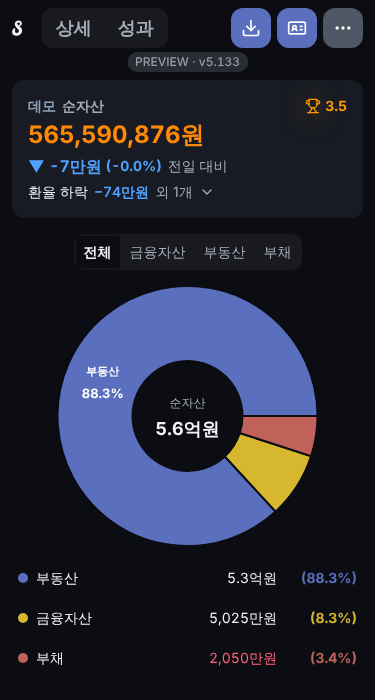 상세 성과
PREVIEW · v5.133
데모 순자산
3.5
565,590,876원
▼ -7만원 (-0.0%) 전일 대비
환율 하락 −74만원 외 1개
전체 금융자산 부동산 부채
부동산
88.3%
순자산
5.6억원
부동산 5.3억원 (88.3%)
금융자산 5,025만원 (8.3%)
부채 2,050만원 (3.4%)